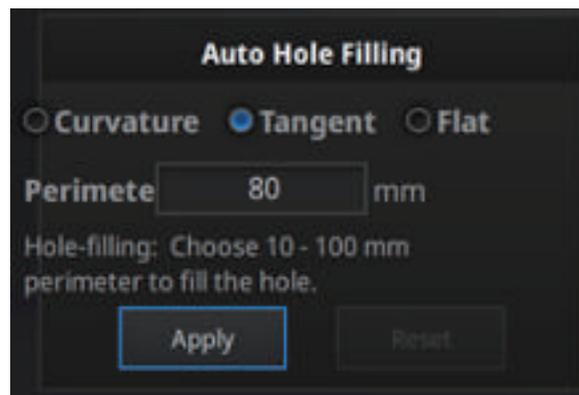 Auto Hole Filling
Curvature Tangent Flat
Perimete 80 mm
Hole-filling: Choose 10 - 100 mm
perimeter to fill the hole.
Apply Reset